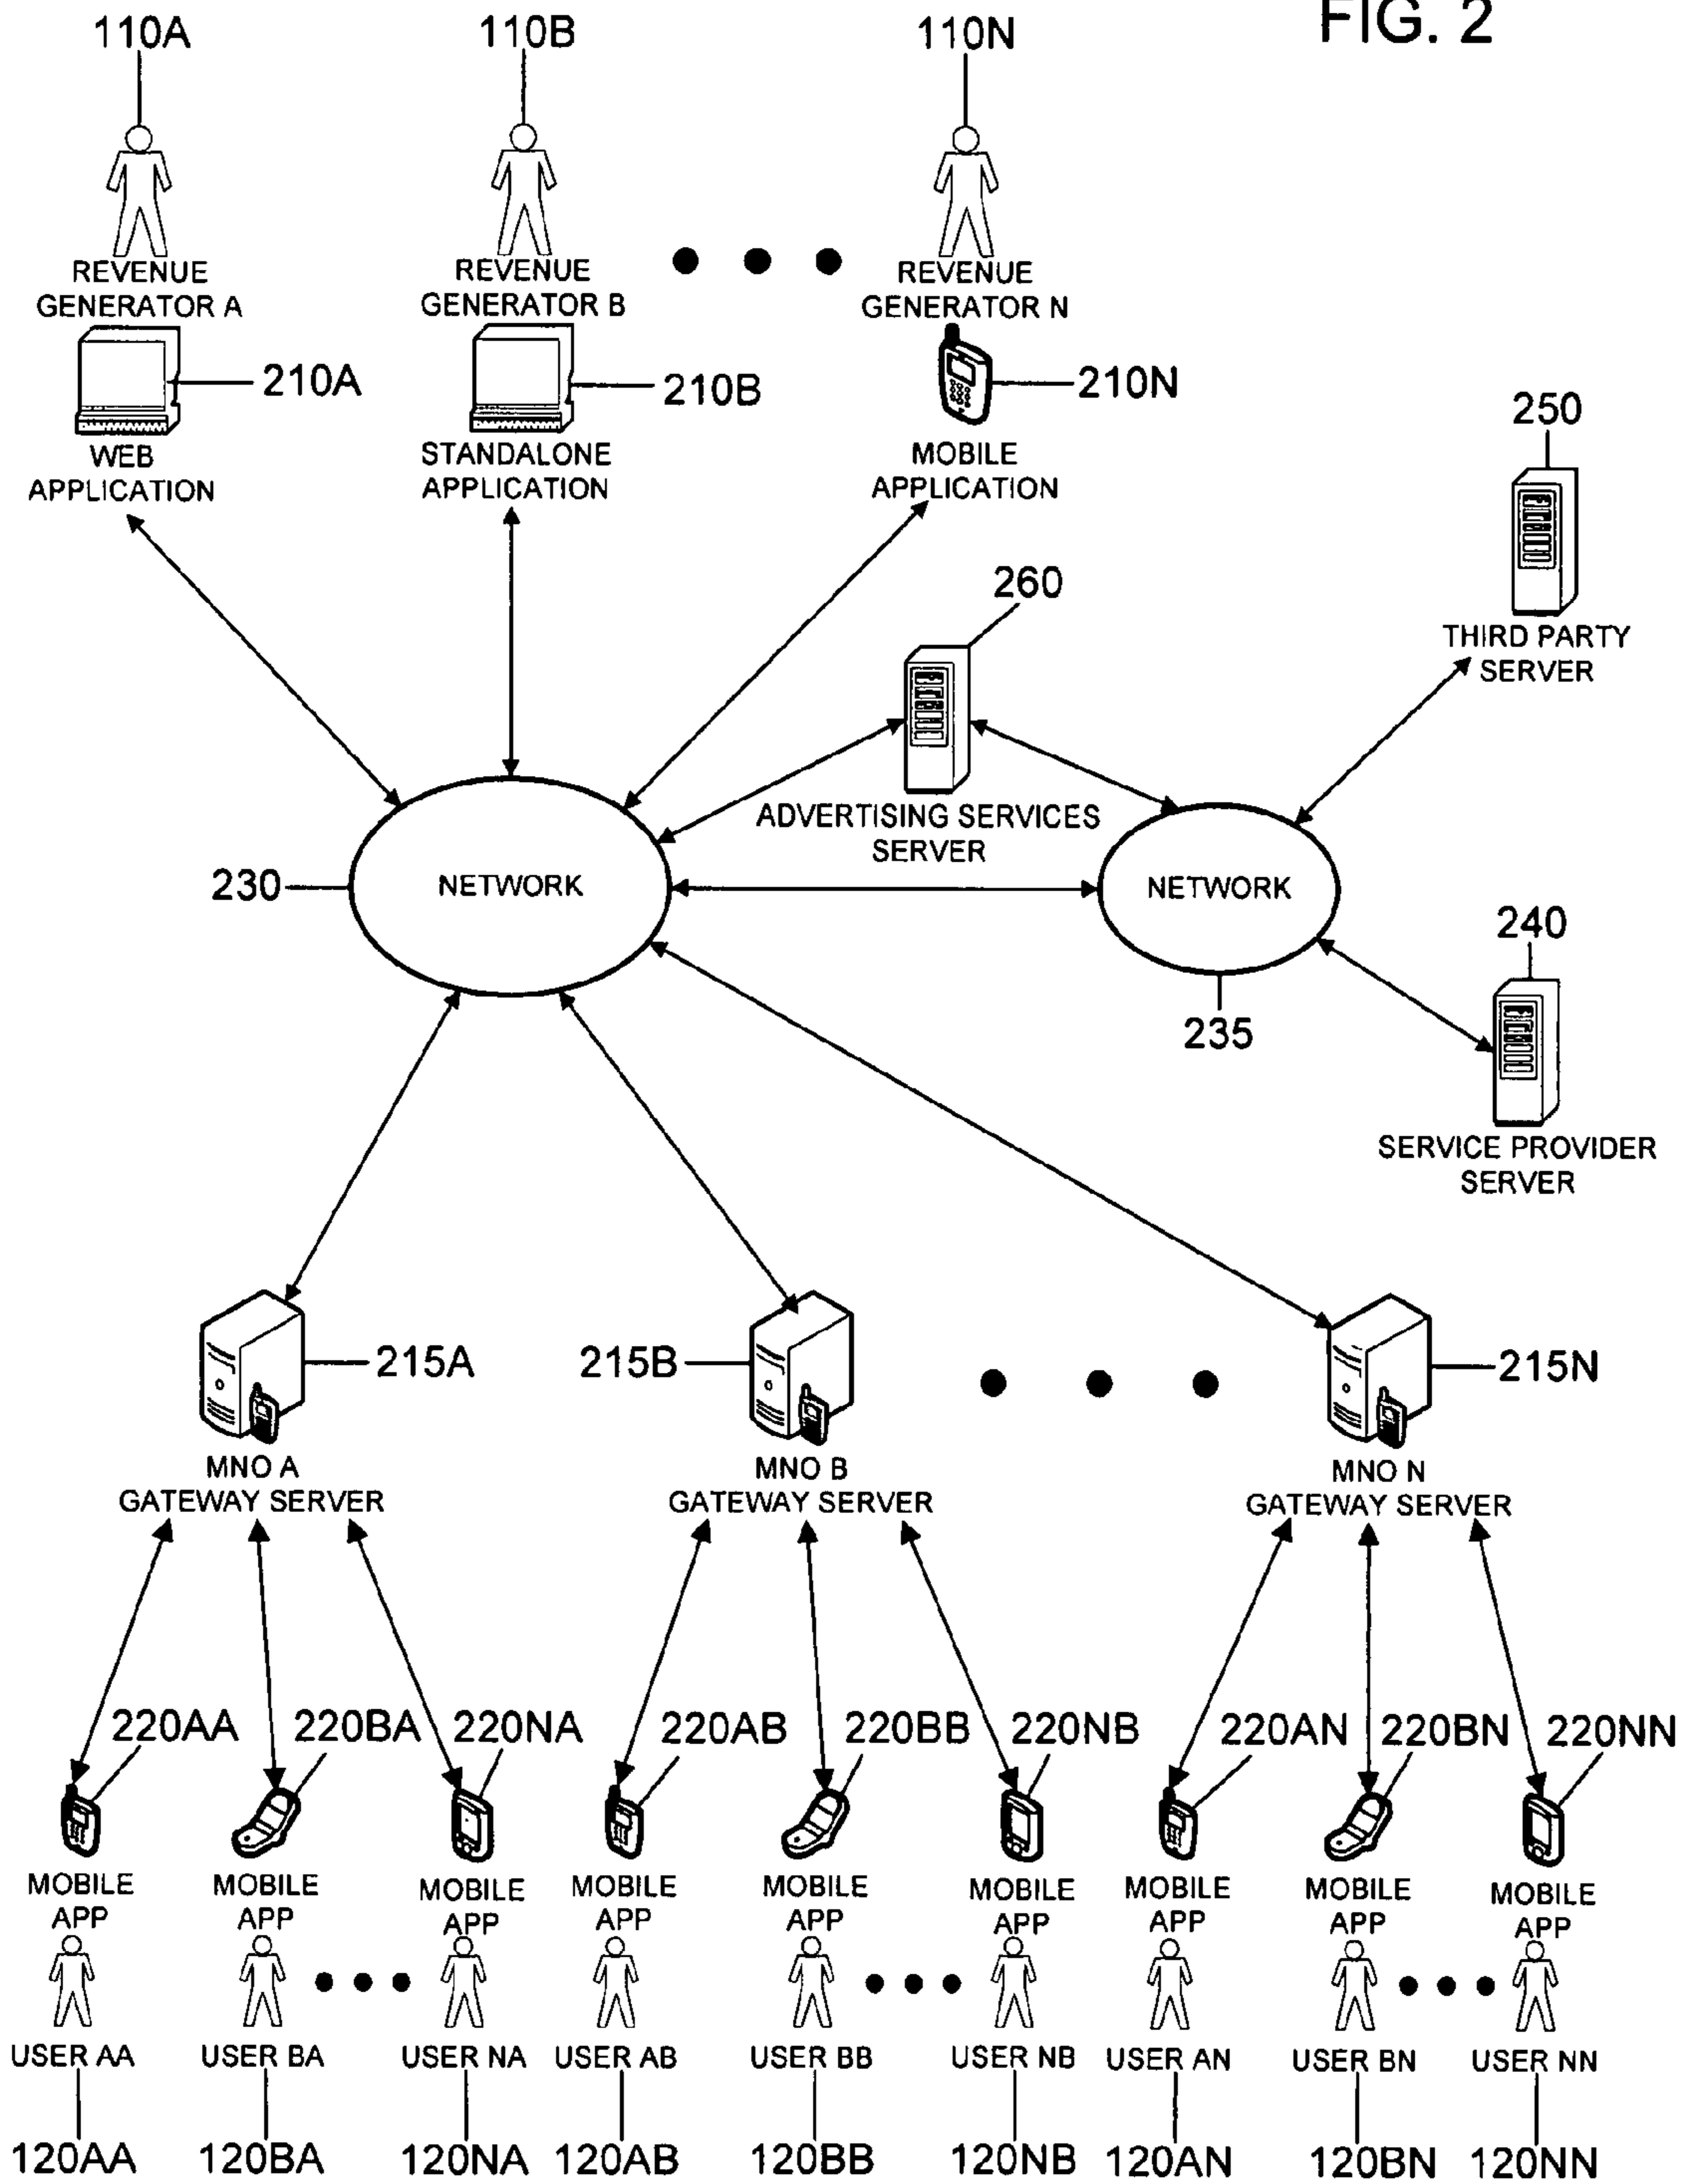 FIG. 2
110A
110B
110N
REVENUE
GENERATOR A
REVENUE
GENERATOR B
REVENUE
GENERATOR N
210A
210B
210N
WEB
APPLICATION
STANDALONE
APPLICATION
MOBILE
APPLICATION
250
THIRD PARTY
SERVER
260
ADVERTISING SERVICES
SERVER
230
NETWORK
NETWORK
235
240
SERVICE PROVIDER
SERVER
215A
215B
215N
MNO A
GATEWAY SERVER
MNO B
GATEWAY SERVER
MNO N
GATEWAY SERVER
220AA
220BA
220NA
220AB
220BB
220NB
220AN
220BN
220NN
MOBILE
APP
MOBILE
APP
MOBILE
APP
MOBILE
APP
MOBILE
APP
MOBILE
APP
MOBILE
APP
MOBILE
APP
MOBILE
APP
USER AA
USER BA
USER NA
USER AB
USER BB
USER NB
USER AN
USER BN
USER NN
120AA
120BA
120NA
120AB
120BB
120NB
120AN
120BN
120NN